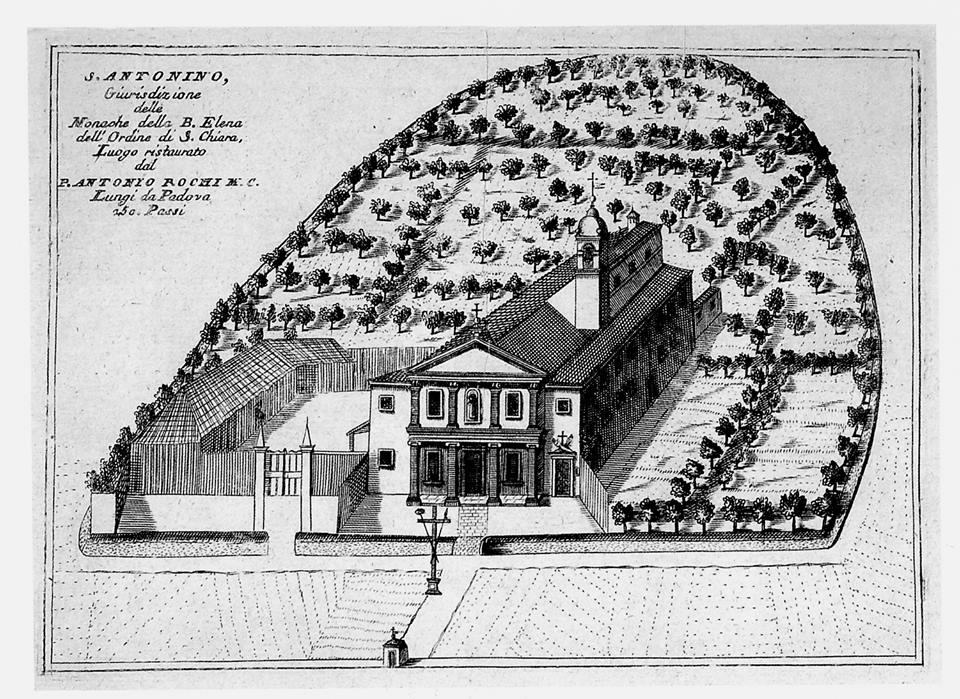 S. ANTONINO,
Giurisdizione
delle
Monache della B. Elena
dell' Ordine di S. Chiara,
Luogo ristaurato
dal
P. ANTONIO ROCHI M. C.
Lungi da Padova
250. Passi